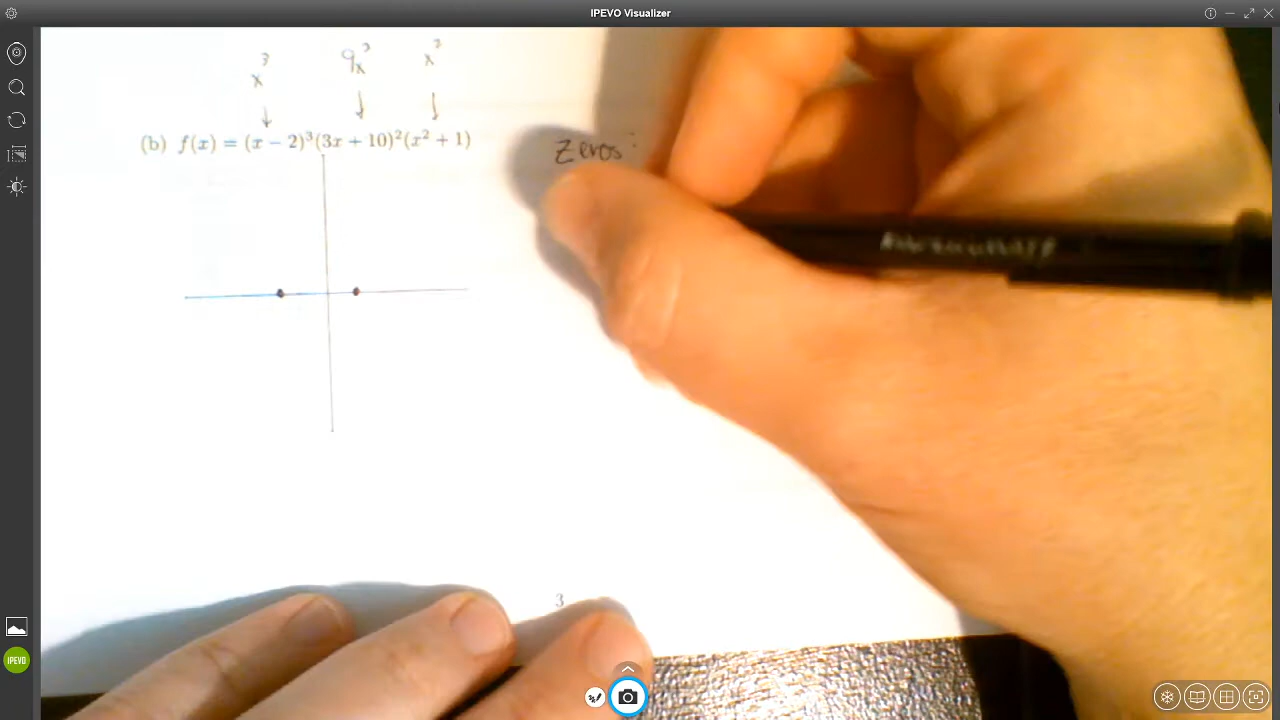 IPEVO Visualizer
x³ 9x² x²
↓ ↓ ↓
(b) f(x) = (x − 2)³(3x + 10)²(x² + 1)
Zeros:
3
IPEVO